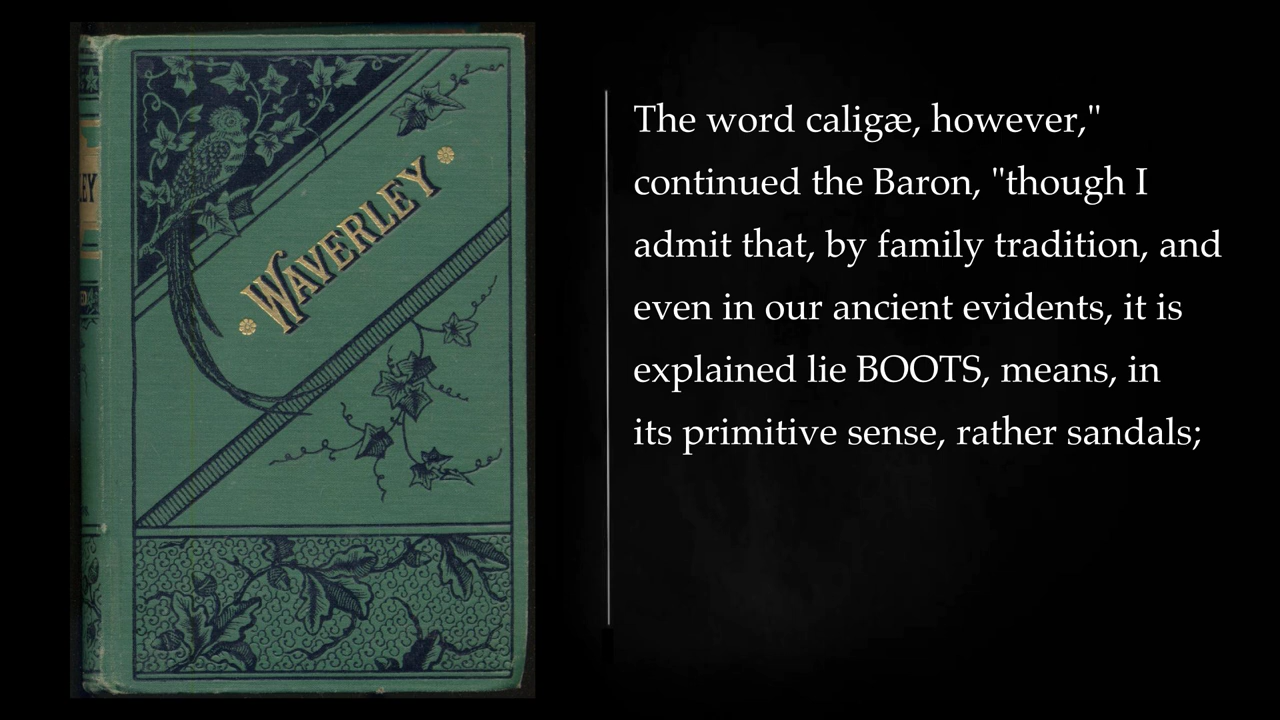 WAVERLEY
EY
The word caligæ, however,"
continued the Baron, "though I
admit that, by family tradition, and
even in our ancient evidents, it is
explained lie BOOTS, means, in
its primitive sense, rather sandals;